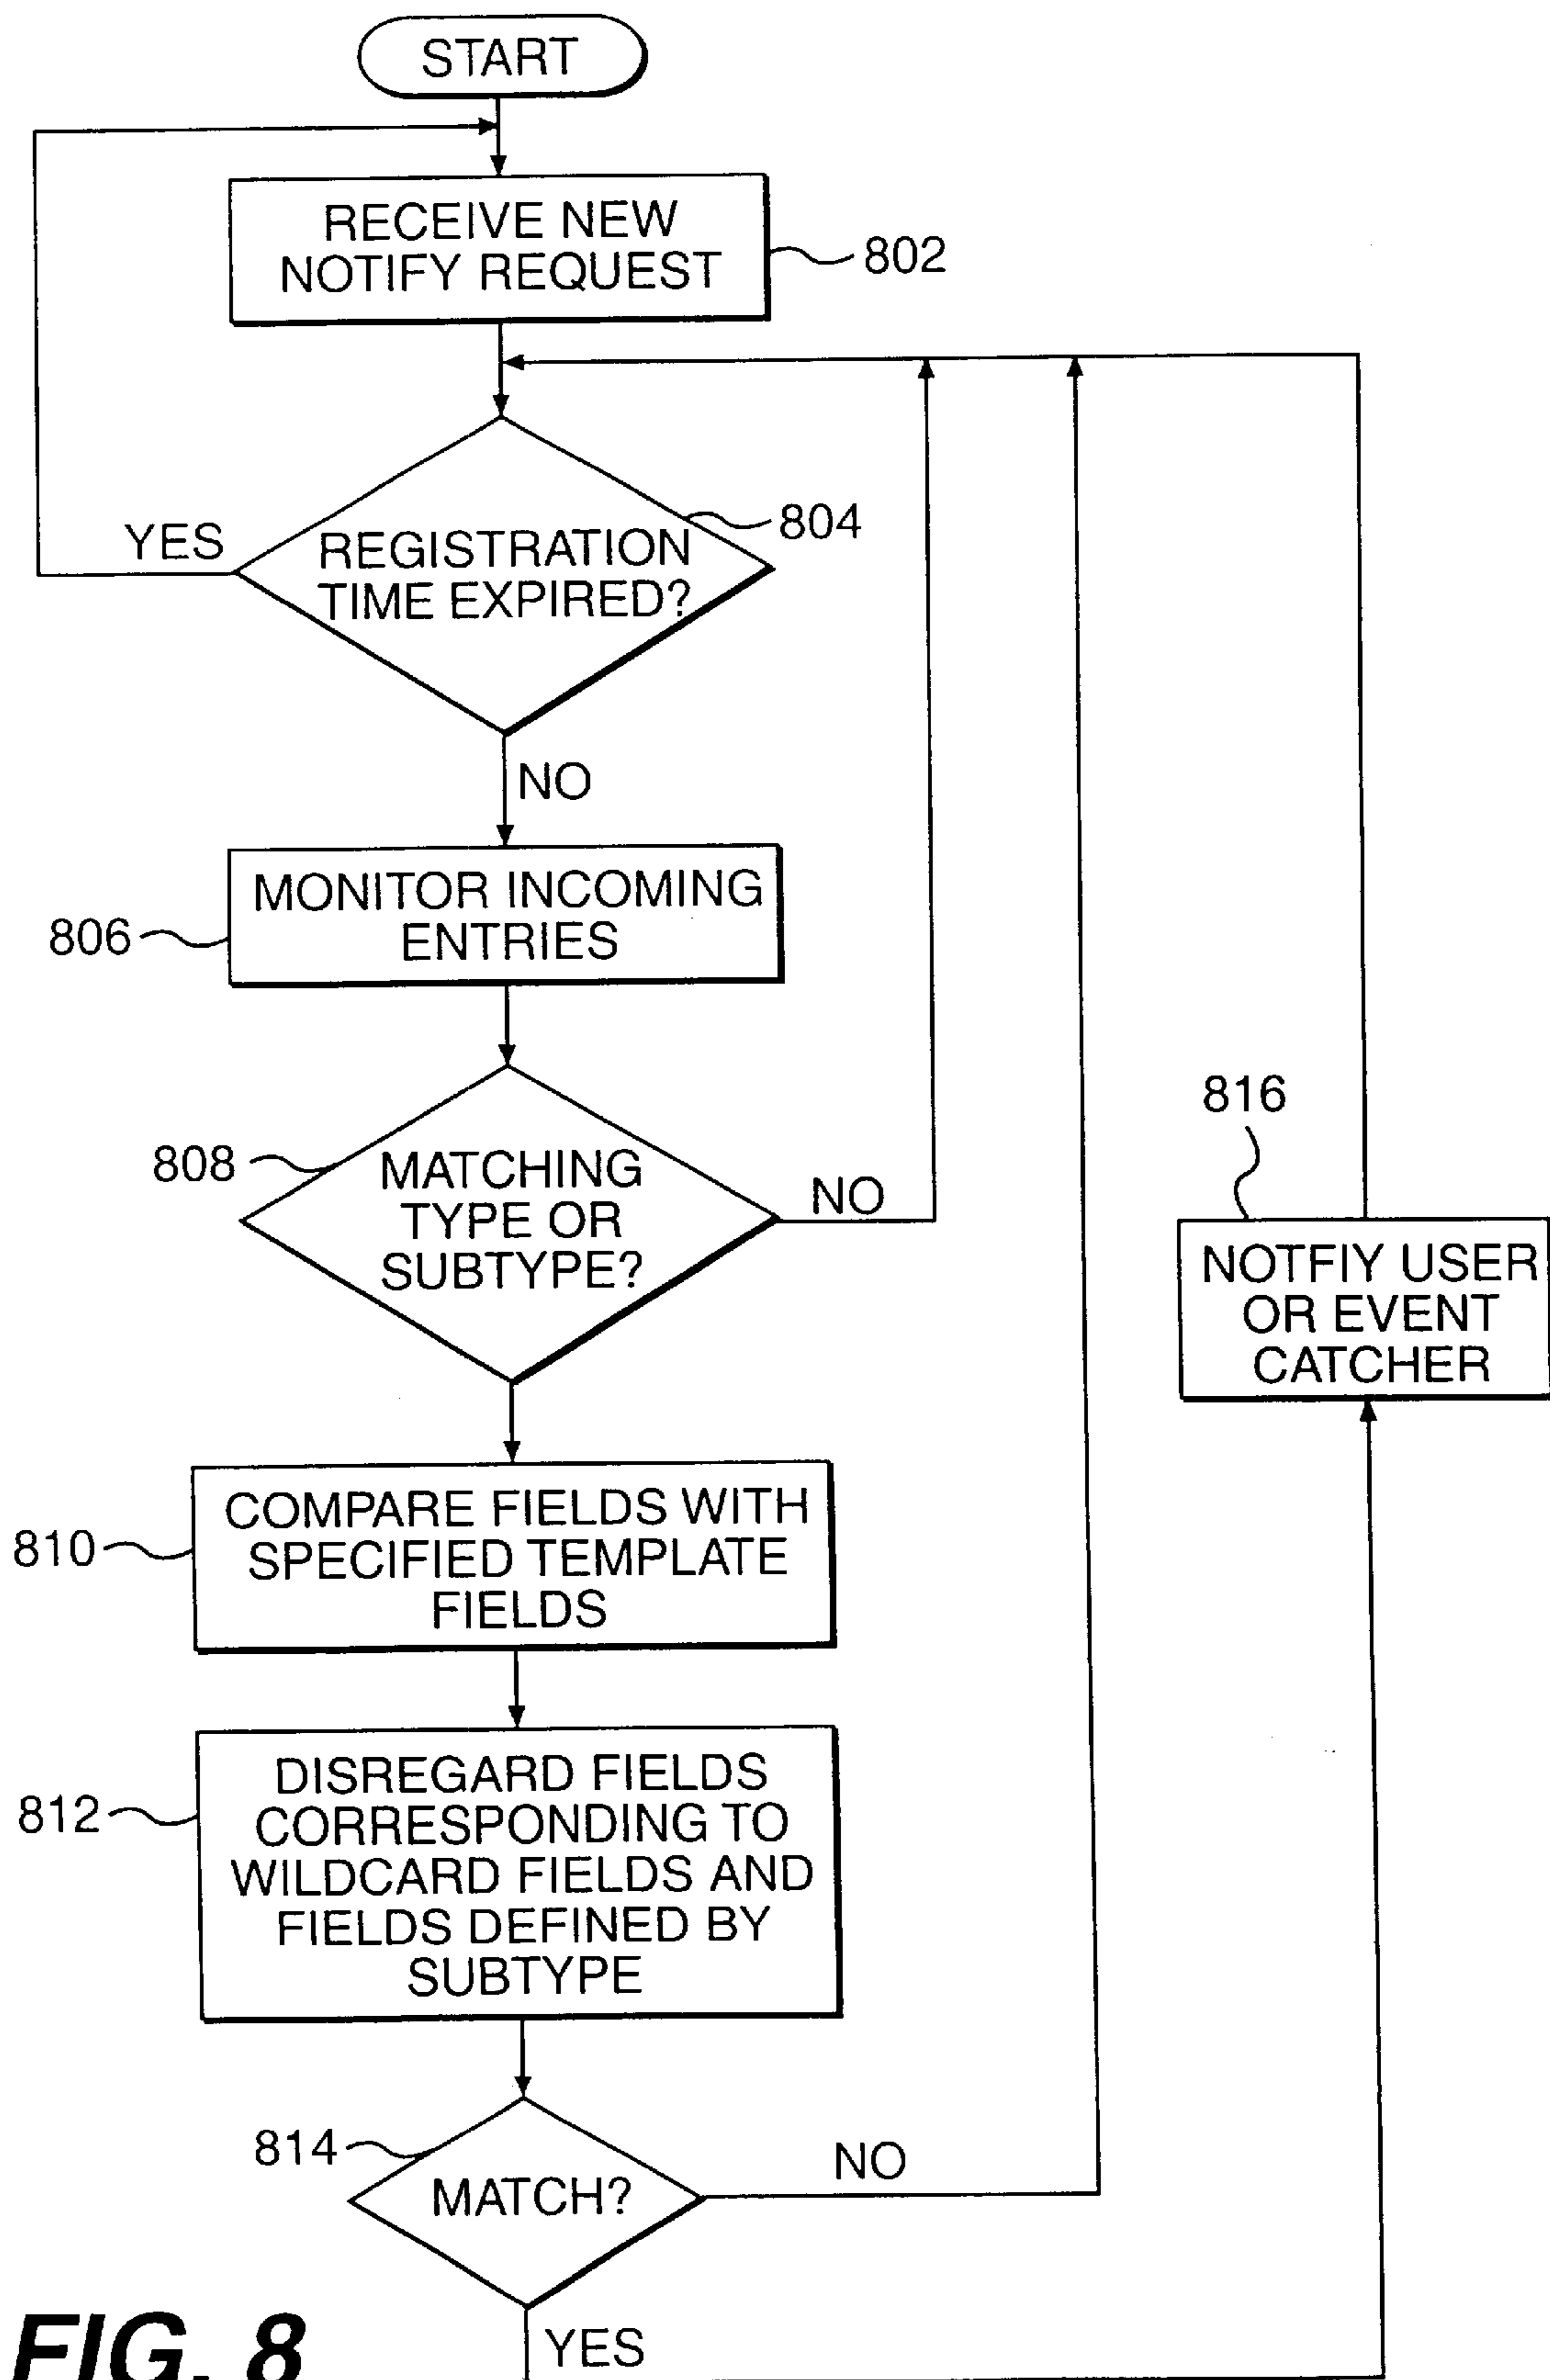 START
RECEIVE NEW
NOTIFY REQUEST
802
804
YES
REGISTRATION
TIME EXPIRED?
NO
MONITOR INCOMING
ENTRIES
806
808
MATCHING
TYPE OR
SUBTYPE?
NO
816
NOTFIY USER
OR EVENT
CATCHER
COMPARE FIELDS WITH
SPECIFIED TEMPLATE
FIELDS
810
DISREGARD FIELDS
CORRESPONDING TO
WILDCARD FIELDS AND
FIELDS DEFINED BY
SUBTYPE
812
814
MATCH?
NO
YES
FIG. 8